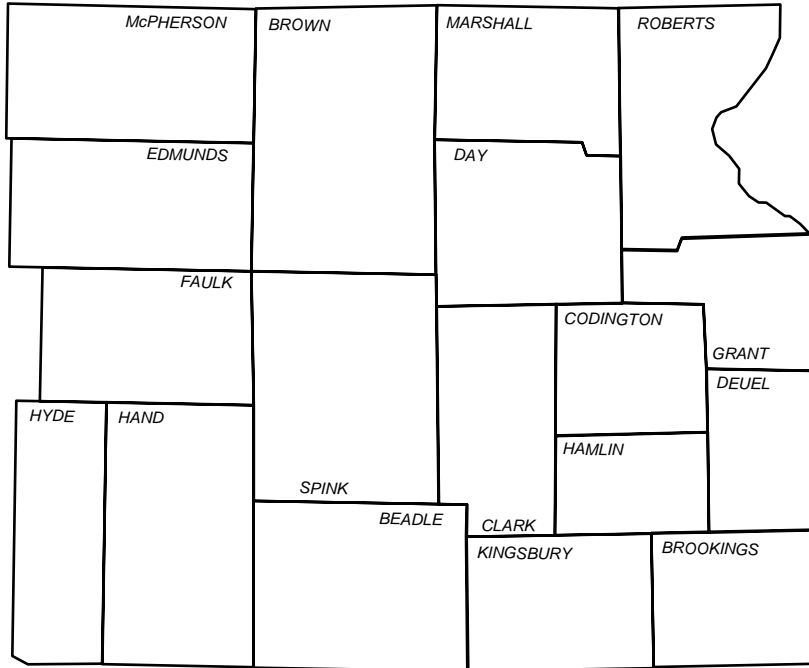 McPHERSON
BROWN
MARSHALL
ROBERTS
EDMUNDS
DAY
FAULK
CODINGTON
GRANT
DEUEL
HYDE
HAND
HAMLIN
SPINK
BEADLE
CLARK
KINGSBURY
BROOKINGS